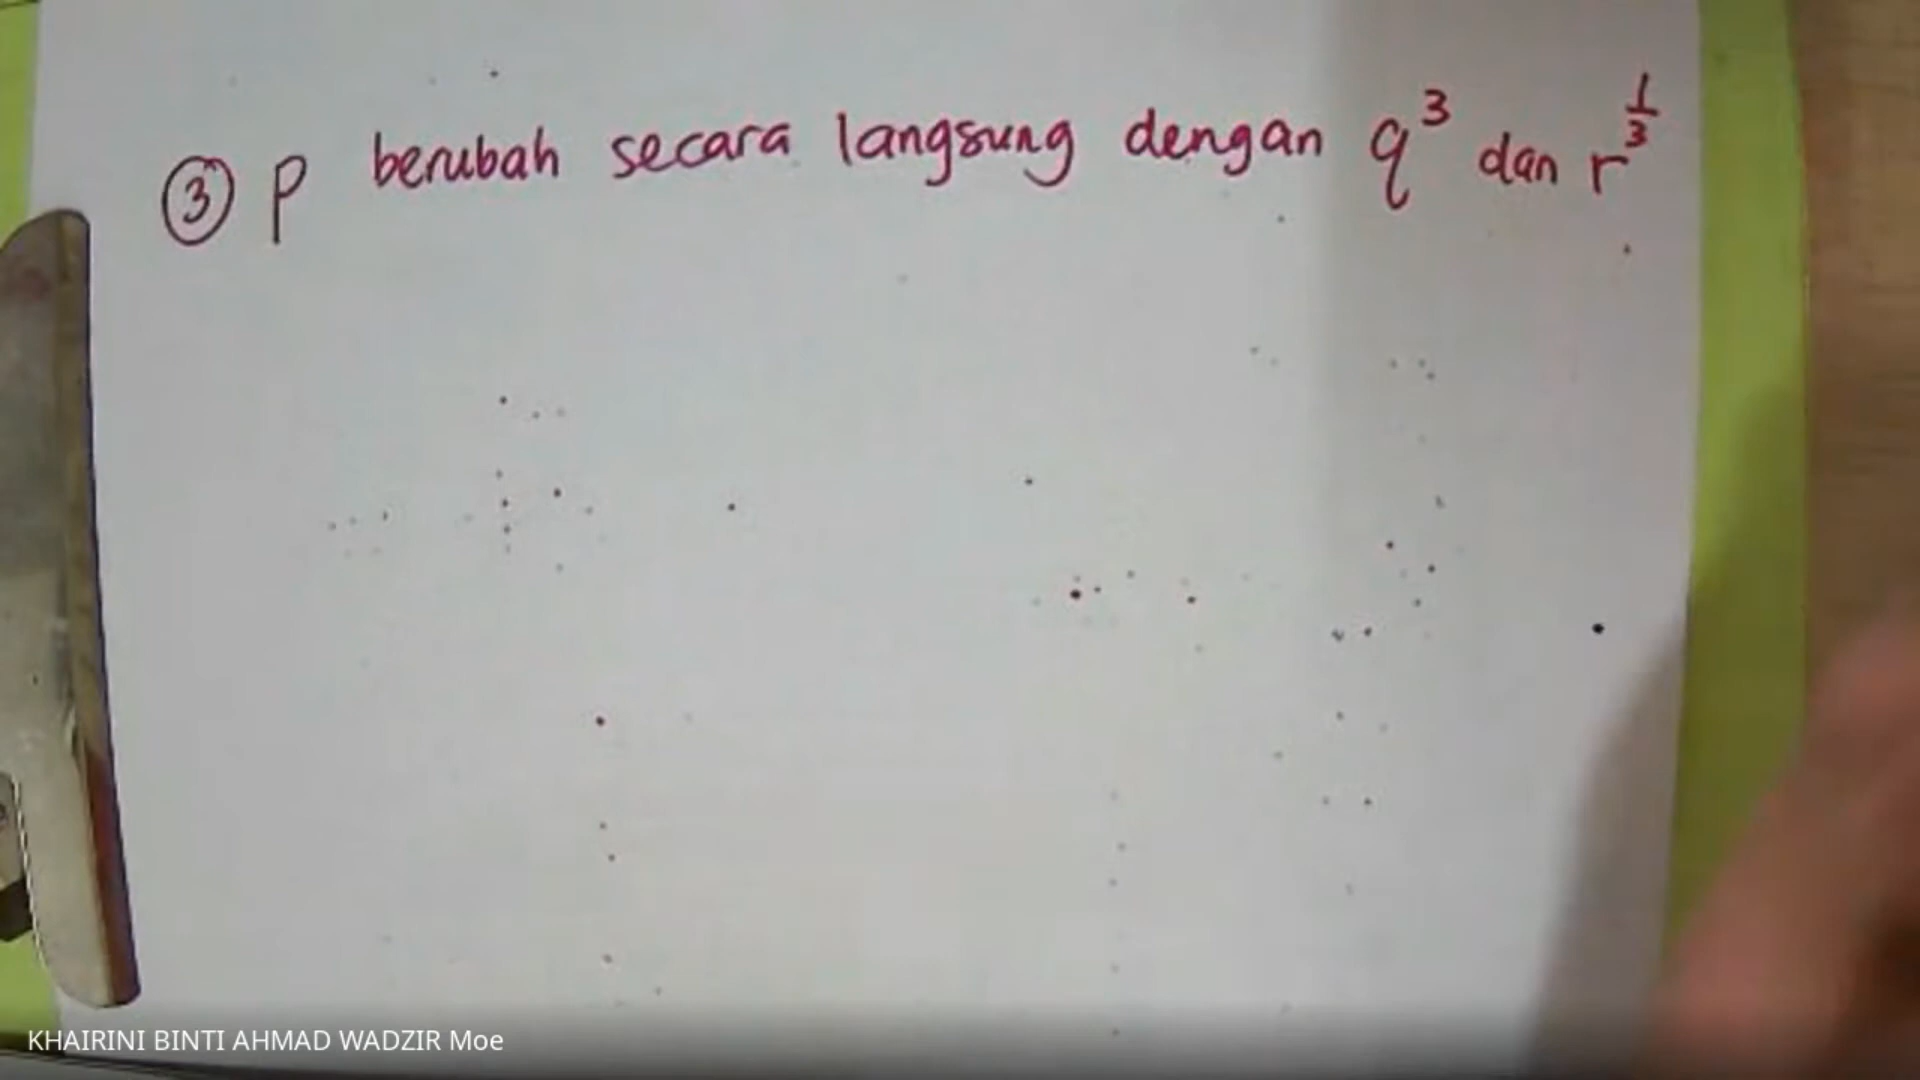 ③ p berubah secara langsung dengan q³ dan r^(1/3)
KHAIRINI BINTI AHMAD WADZIR Moe